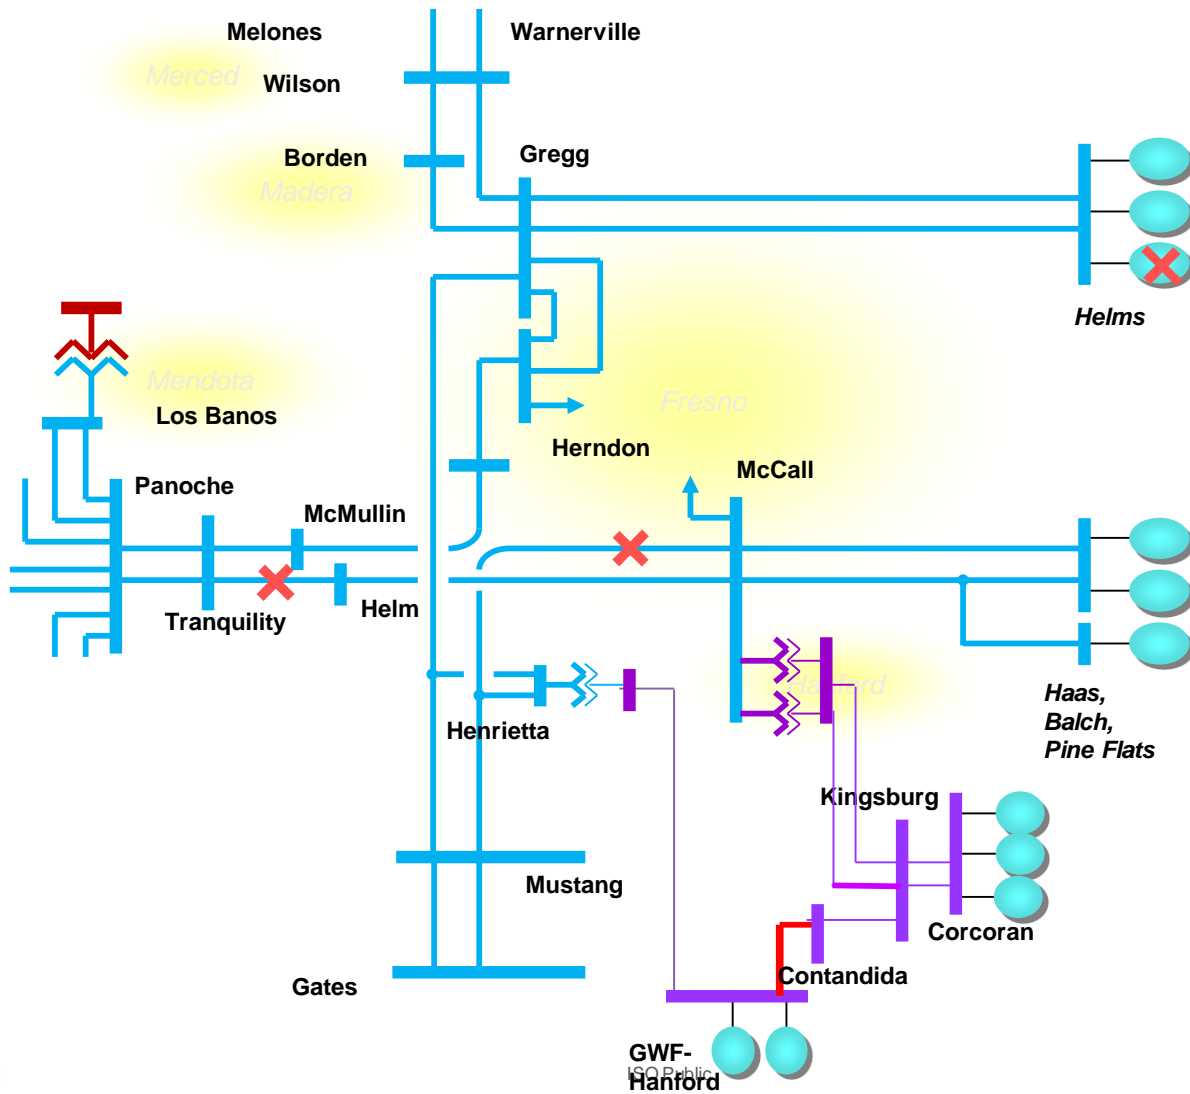 Melones
Warnerville
Merced
Wilson
Borden
Gregg
Madera
Helms
Mendota
Los Banos
Fresno
Herndon
McCall
Panoche
McMullin
Helm
Tranquility
Hanford
Henrietta
Haas,
Balch,
Pine Flats
Kingsburg
Mustang
Corcoran
Contandida
Gates
GWF-
Hanford
ISO Public